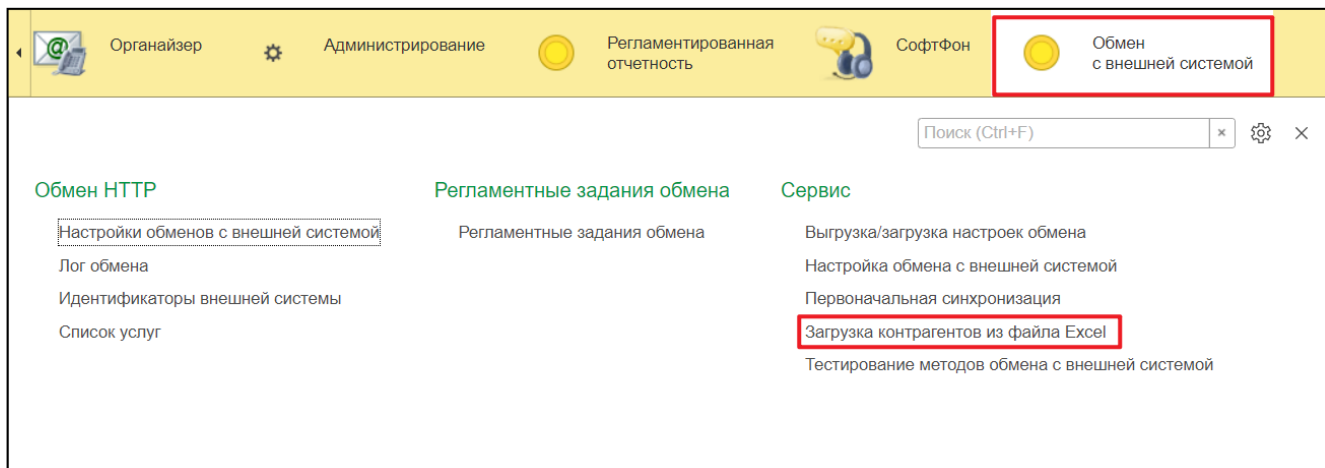 Органайзер
Администрирование
Регламентированная
отчетность
СофтФон
Обмен
с внешней системой
Поиск (Ctrl+F)
Обмен HTTP
Настройки обменов с внешней системой
Лог обмена
Идентификаторы внешней системы
Список услуг
Регламентные задания обмена
Регламентные задания обмена
Сервис
Выгрузка/загрузка настроек обмена
Настройка обмена с внешней системой
Первоначальная синхронизация
Загрузка контрагентов из файла Excel
Тестирование методов обмена с внешней системой